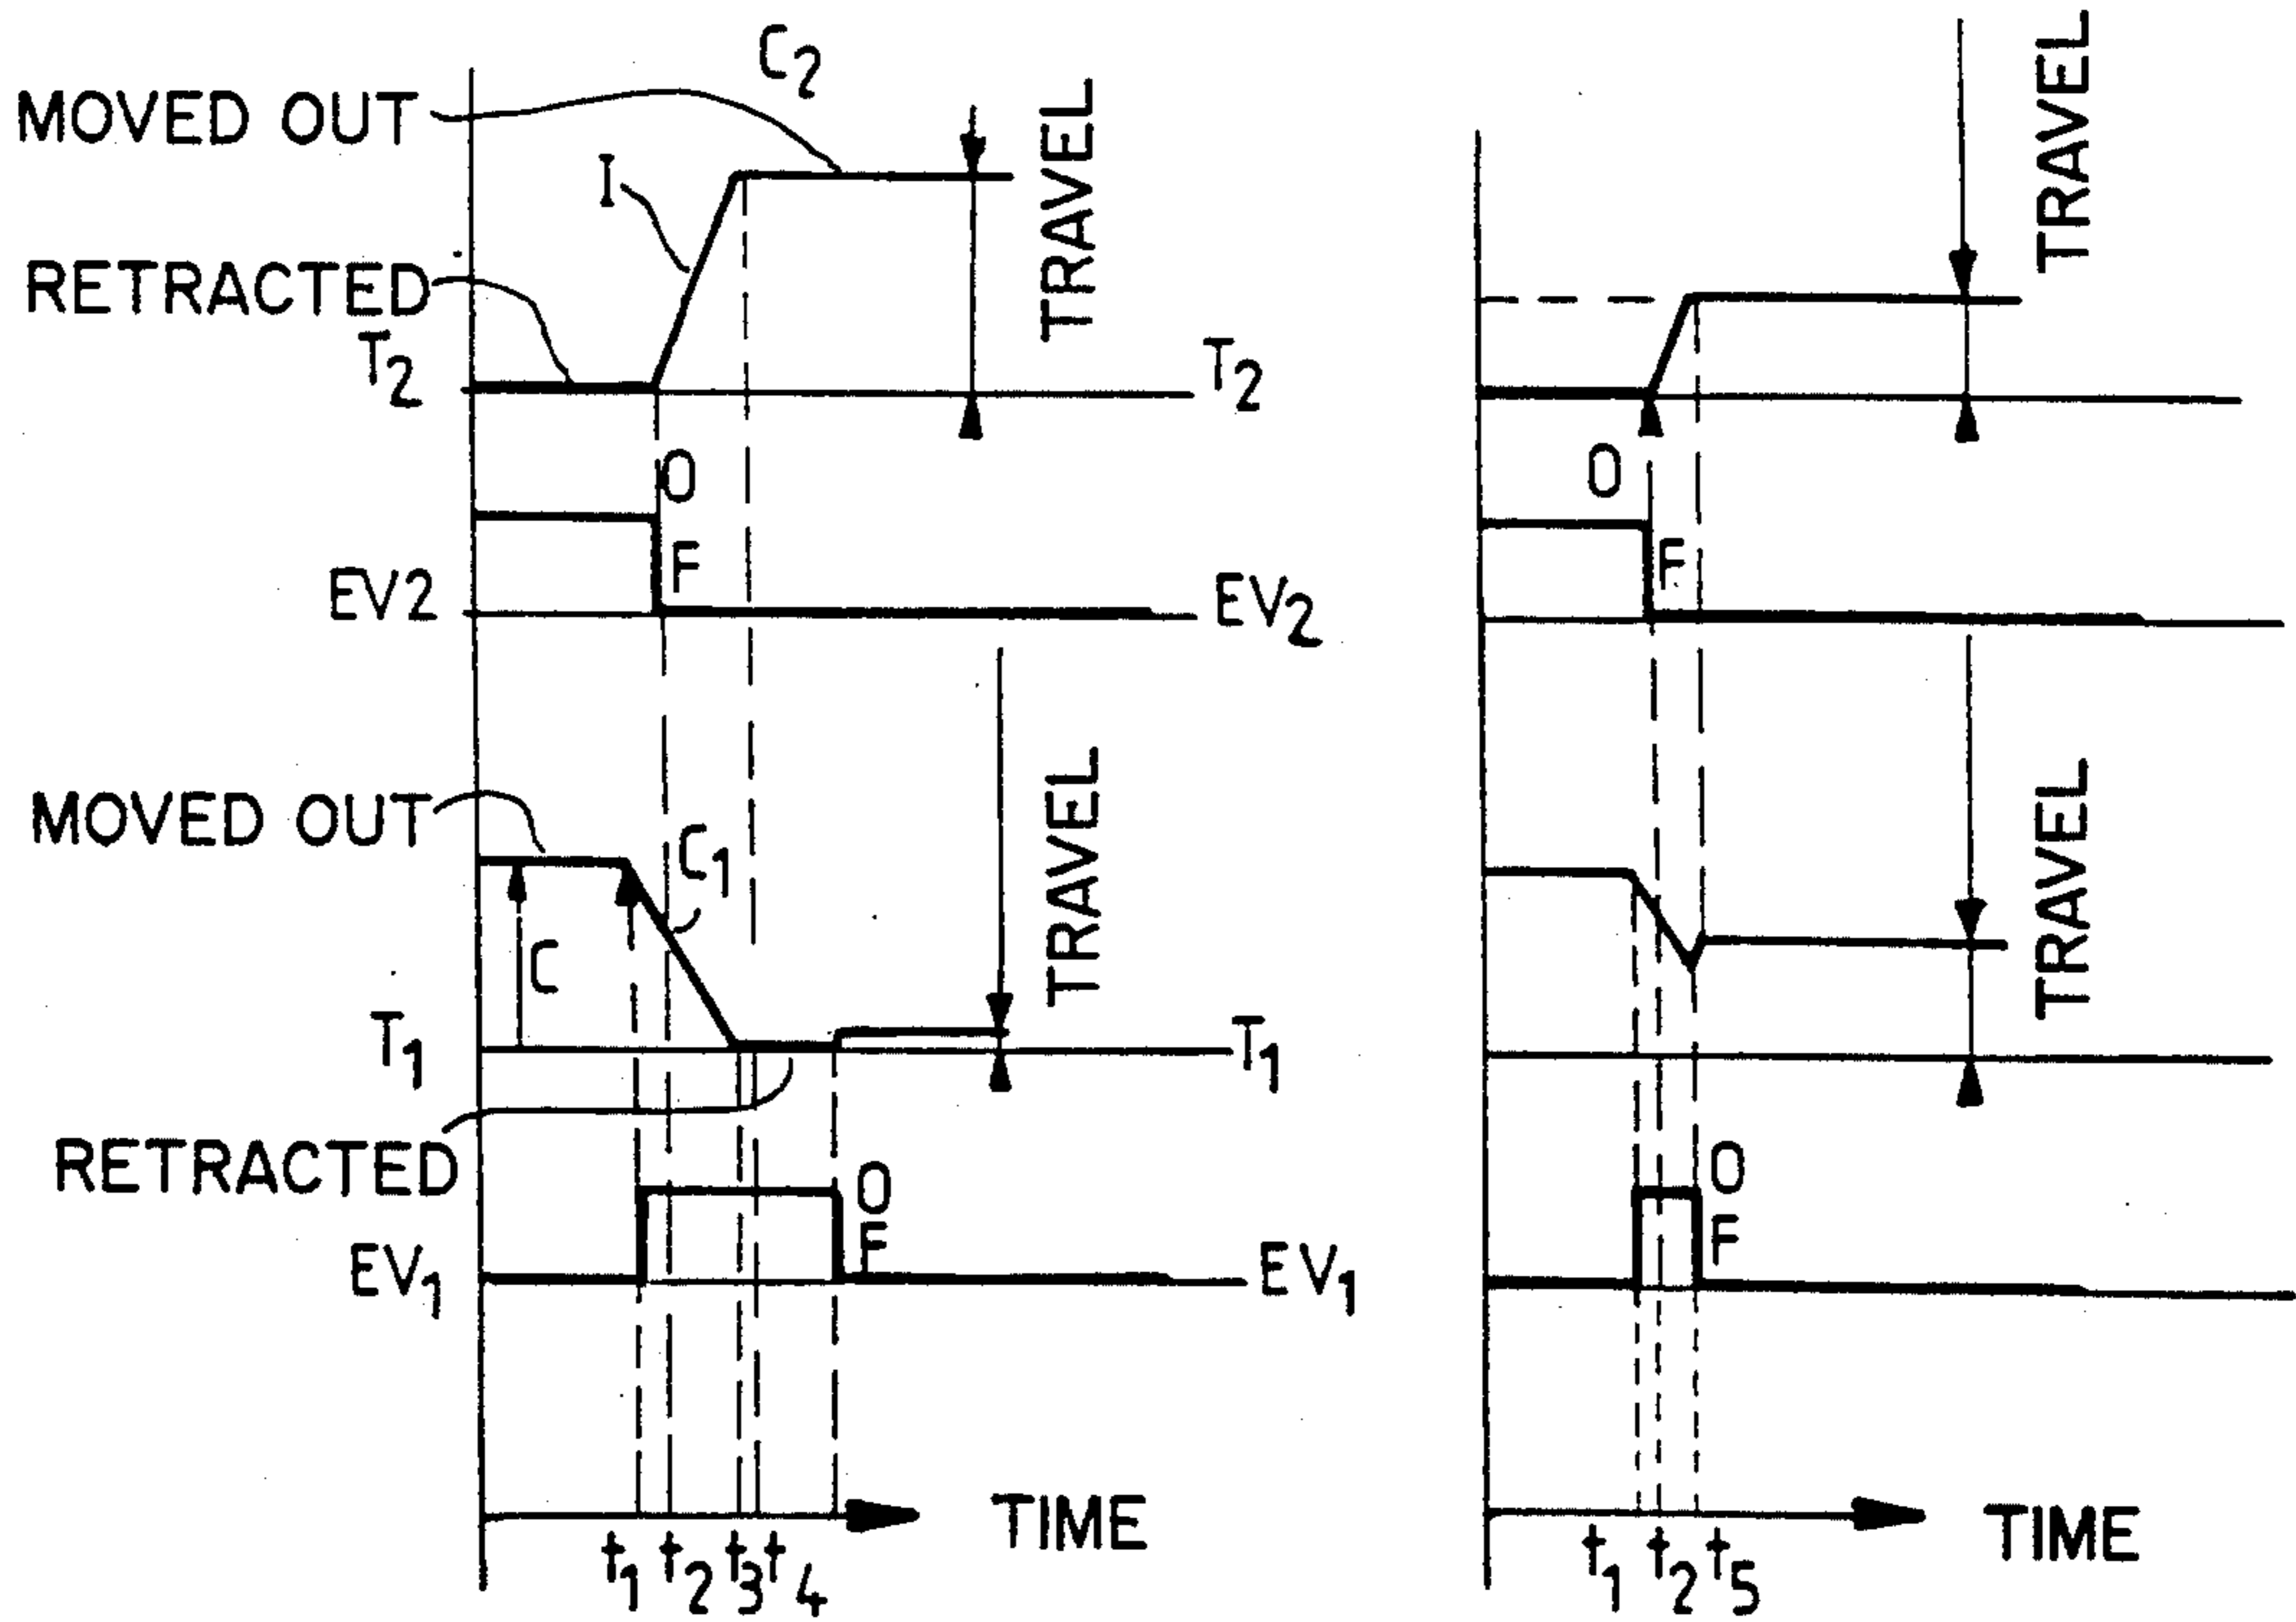 C2
MOVED OUT
I
TRAVEL
RETRACTED
T2
O
F
EV2
MOVED OUT
C1
C
TRAVEL
T1
RETRACTED
O
F
EV1
TIME
t1 t2 t3 t4
TRAVEL
T2
O
F
EV2
TRAVEL
T1
O
F
EV1
TIME
t1 t2 t5